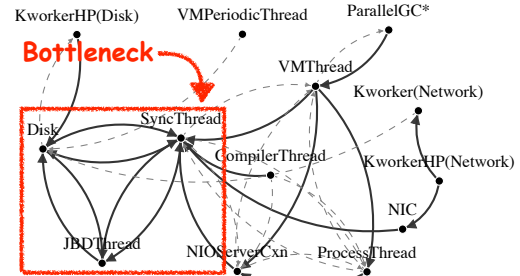 KworkerHP(Disk)
VMPeriodicThread
ParallelGC*
Bottleneck
VMThread
Kworker(Network)
Disk
SyncThread
CompilerThread
KworkerHP(Network)
NIC
JBDThread
NIOServerCxn
ProcessThread